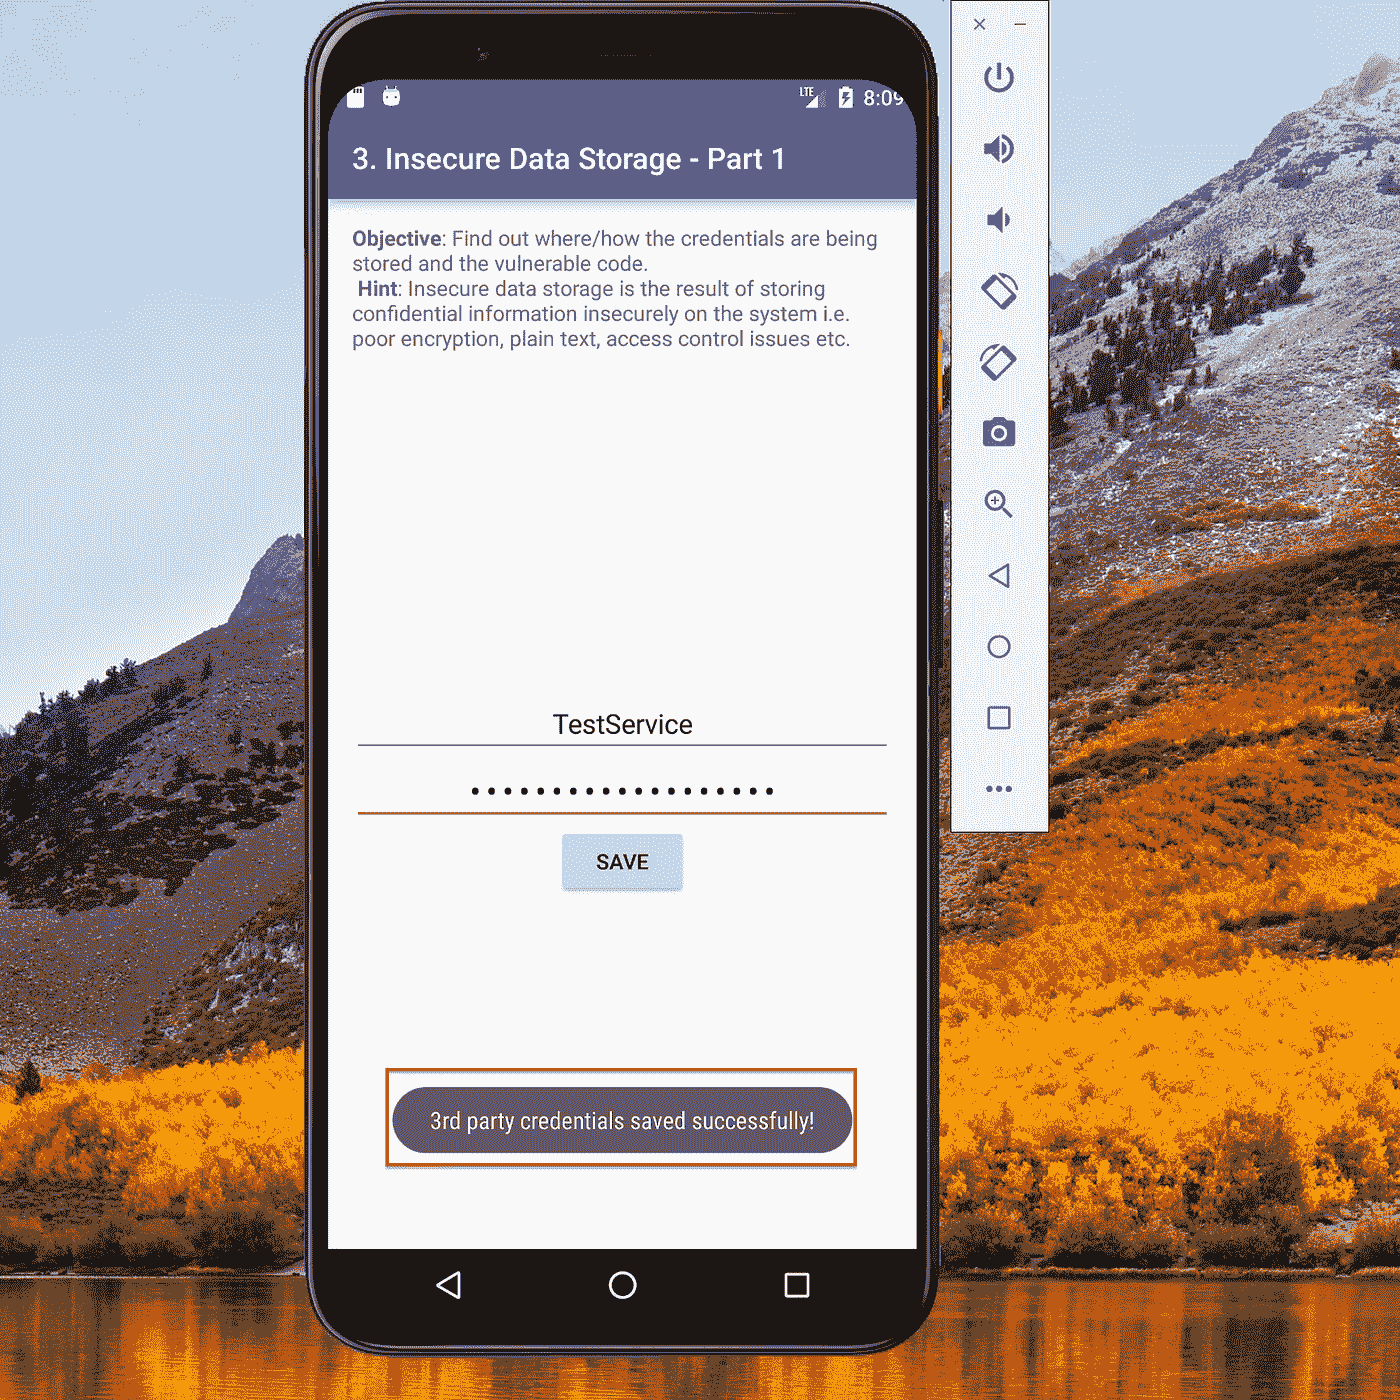 LTE 8:09
3. Insecure Data Storage - Part 1
Objective: Find out where/how the credentials are being
stored and the vulnerable code.
Hint: Insecure data storage is the result of storing
confidential information insecurely on the system i.e.
poor encryption, plain text, access control issues etc.
TestService
•••••••••••••••••••
SAVE
3rd party credentials saved successfully!